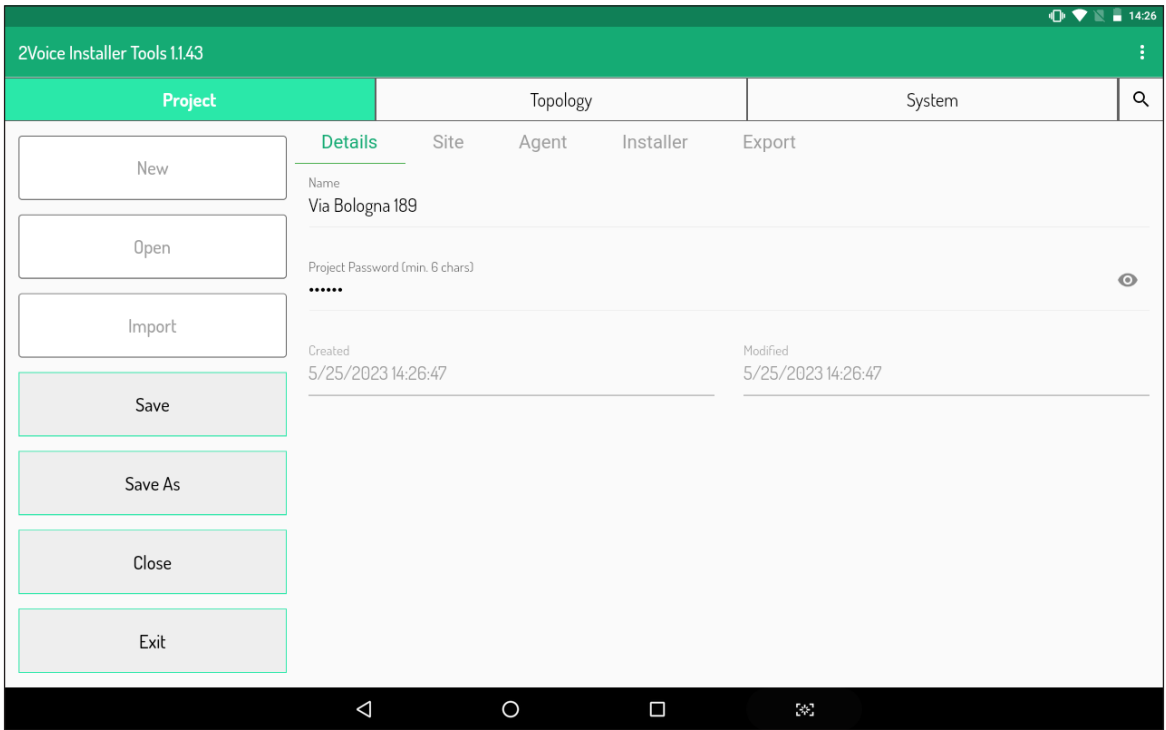 14:26
2Voice Installer Tools 1.1.43
Project
Topology
System
New
Open
Import
Save
Save As
Close
Exit
Details
Site
Agent
Installer
Export
Name
Via Bologna 189
Project Password (min. 6 chars)
••••••
Created
5/25/2023 14:26:47
Modified
5/25/2023 14:26:47